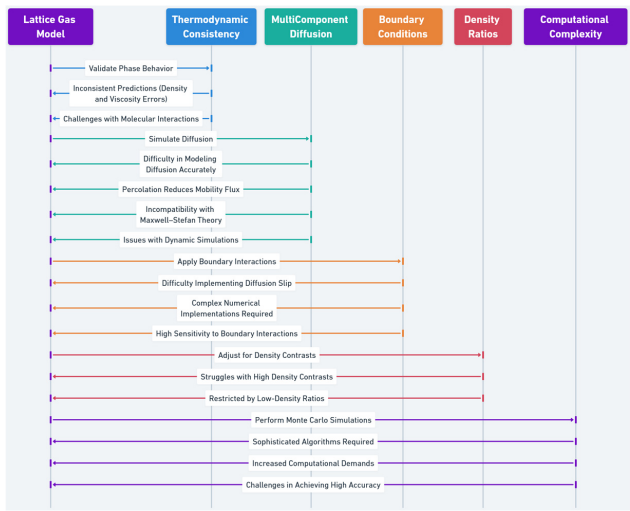 Lattice Gas
Model
Thermodynamic
Consistency
MultiComponent
Diffusion
Boundary
Conditions
Density
Ratios
Computational
Complexity
Validate Phase Behavior
Inconsistent Predictions (Density
and Viscosity Errors)
Challenges with Molecular Interactions
Simulate Diffusion
Difficulty in Modeling
Diffusion Accurately
Percolation Reduces Mobility Flux
Incompatibility with
Maxwell–Stefan Theory
Issues with Dynamic Simulations
Apply Boundary Interactions
Difficulty Implementing Diffusion Slip
Complex Numerical
Implementations Required
High Sensitivity to Boundary Interactions
Adjust for Density Contrasts
Struggles with High Density Contrasts
Restricted by Low-Density Ratios
Perform Monte Carlo Simulations
Sophisticated Algorithms Required
Increased Computational Demands
Challenges in Achieving High Accuracy